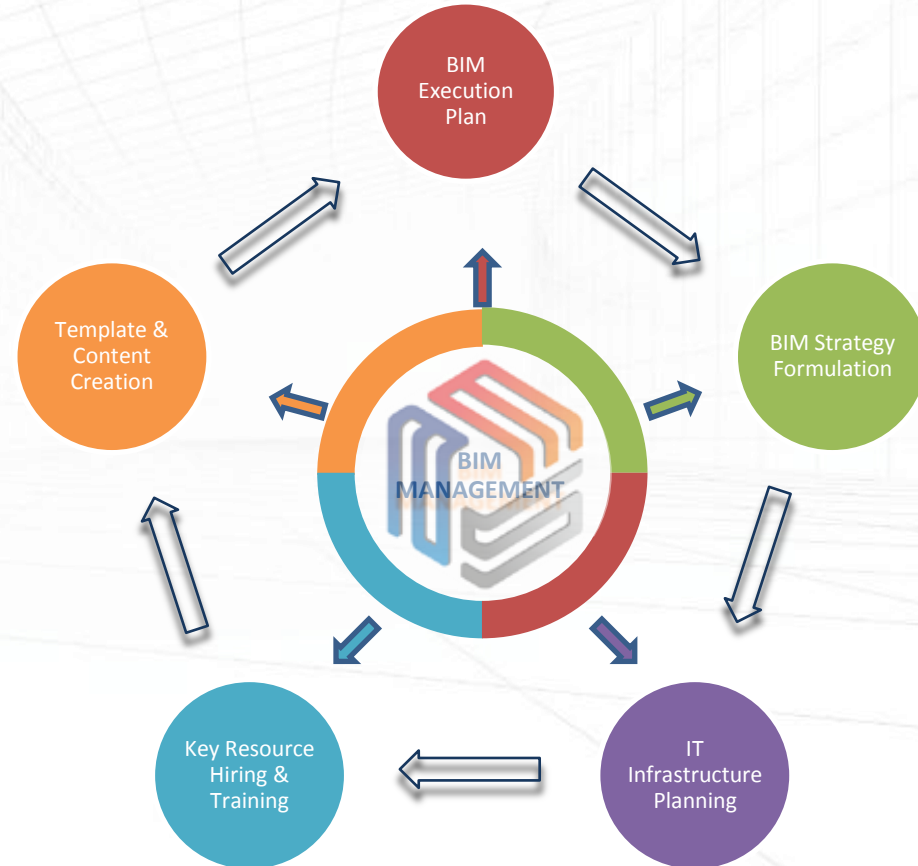 BIM
Execution
Plan
Template &
Content
Creation
BIM Strategy
Formulation
BIM
MANAGEMENT
Key Resource
Hiring &
Training
IT
Infrastructure
Planning